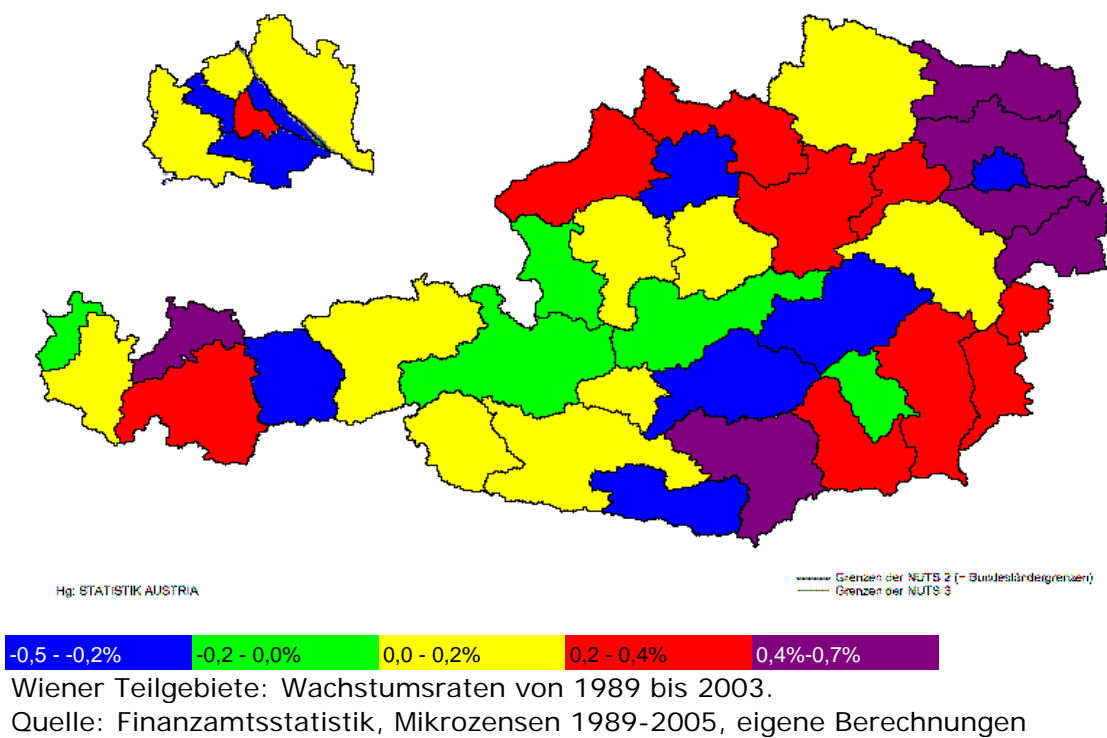 Hg: STATISTIK AUSTRIA
Grenzen der NUTS 2 (= Bundesländergrenzen)
Grenzen der NUTS 3
-0,5 - -0,2% -0,2 - 0,0% 0,0 - 0,2% 0,2 - 0,4% 0,4%-0,7%
Wiener Teilgebiete: Wachstumsraten von 1989 bis 2003.
Quelle: Finanzamtsstatistik, Mikrozensen 1989-2005, eigene Berechnungen